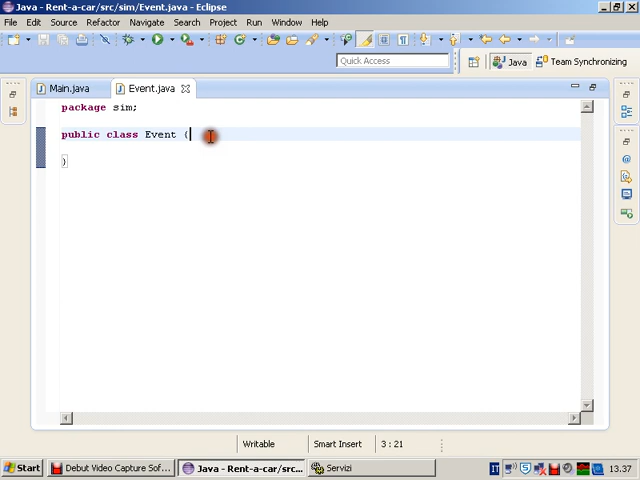 Java - Rent-a-car/src/sim/Event.java - Eclipse
File Edit Source Refactor Navigate Search Project Run Window Help
Quick Access
Java
Team Synchronizing
Main.java
Event.java
package sim;
public class Event {
}
Writable
Smart Insert
3 : 21
Start
Debut Video Capture Sof...
Java - Rent-a-car/src...
Servizi
IT
13.37